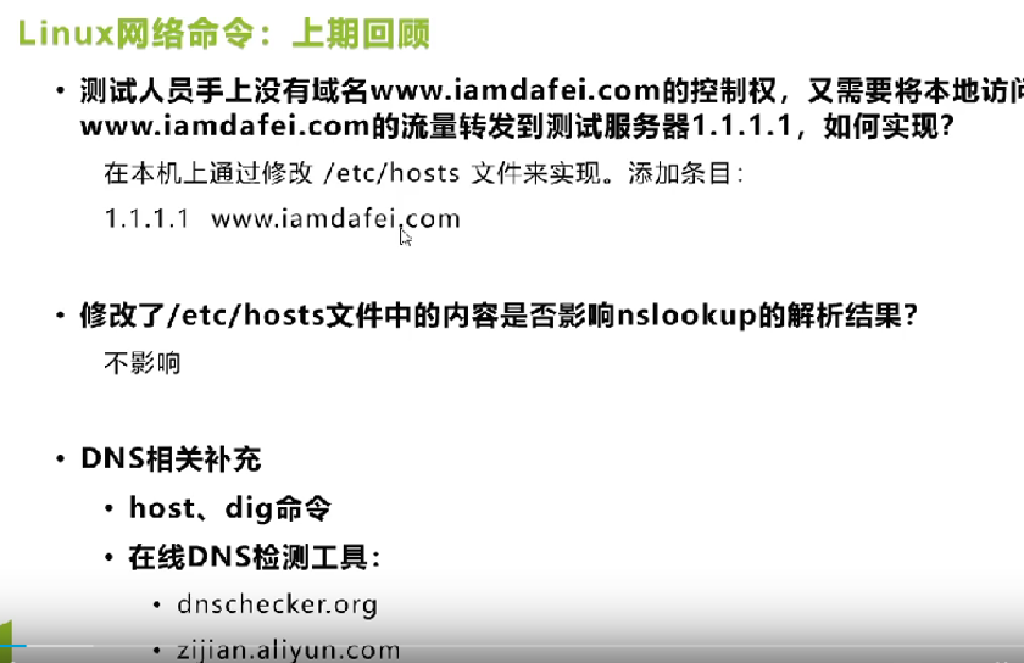 Linux网络命令：上期回顾
• 测试人员手上没有域名www.iamdafei.com的控制权，又需要将本地访
www.iamdafei.com的流量转发到测试服务器1.1.1.1，如何实现？
在本机上通过修改 /etc/hosts 文件来实现。添加条目：
1.1.1.1 www.iamdafei.com
• 修改了/etc/hosts文件中的内容是否影响nslookup的解析结果？
不影响
• DNS相关补充
• host、dig命令
• 在线DNS检测工具：
• dnschecker.org
• zijian.aliyun.com